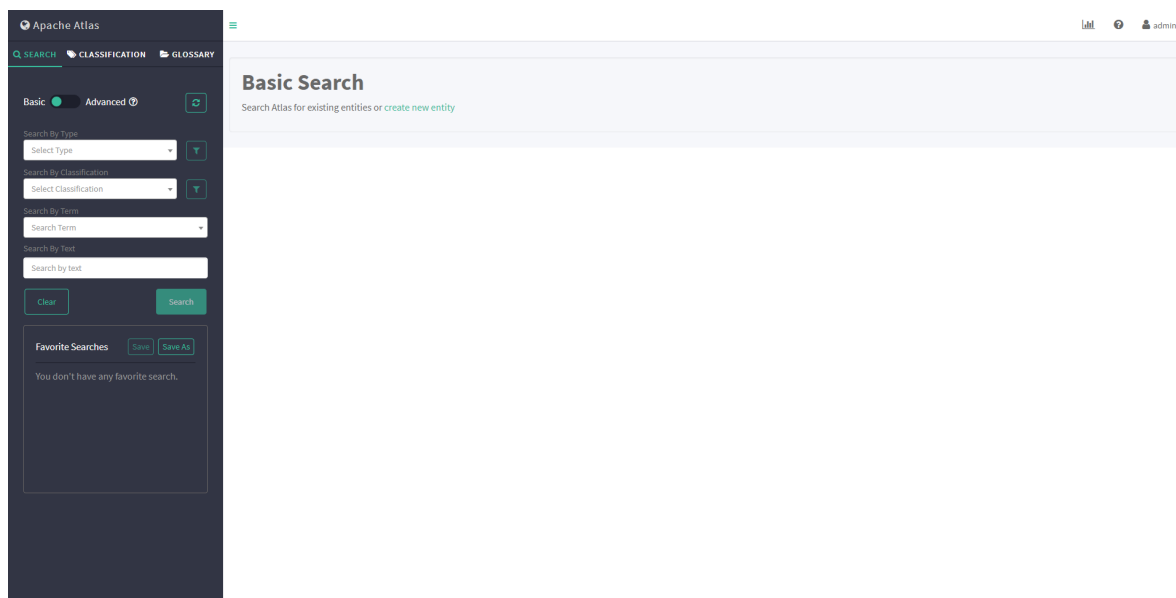 Apache Atlas
SEARCH CLASSIFICATION GLOSSARY
admin
Basic Advanced
Search By Type
Select Type
Search By Classification
Select Classification
Search By Term
Search Term
Search By Text
Search by text
Clear Search
Favorite Searches Save Save As
You don't have any favorite search.
Basic Search
Search Atlas for existing entities or create new entity